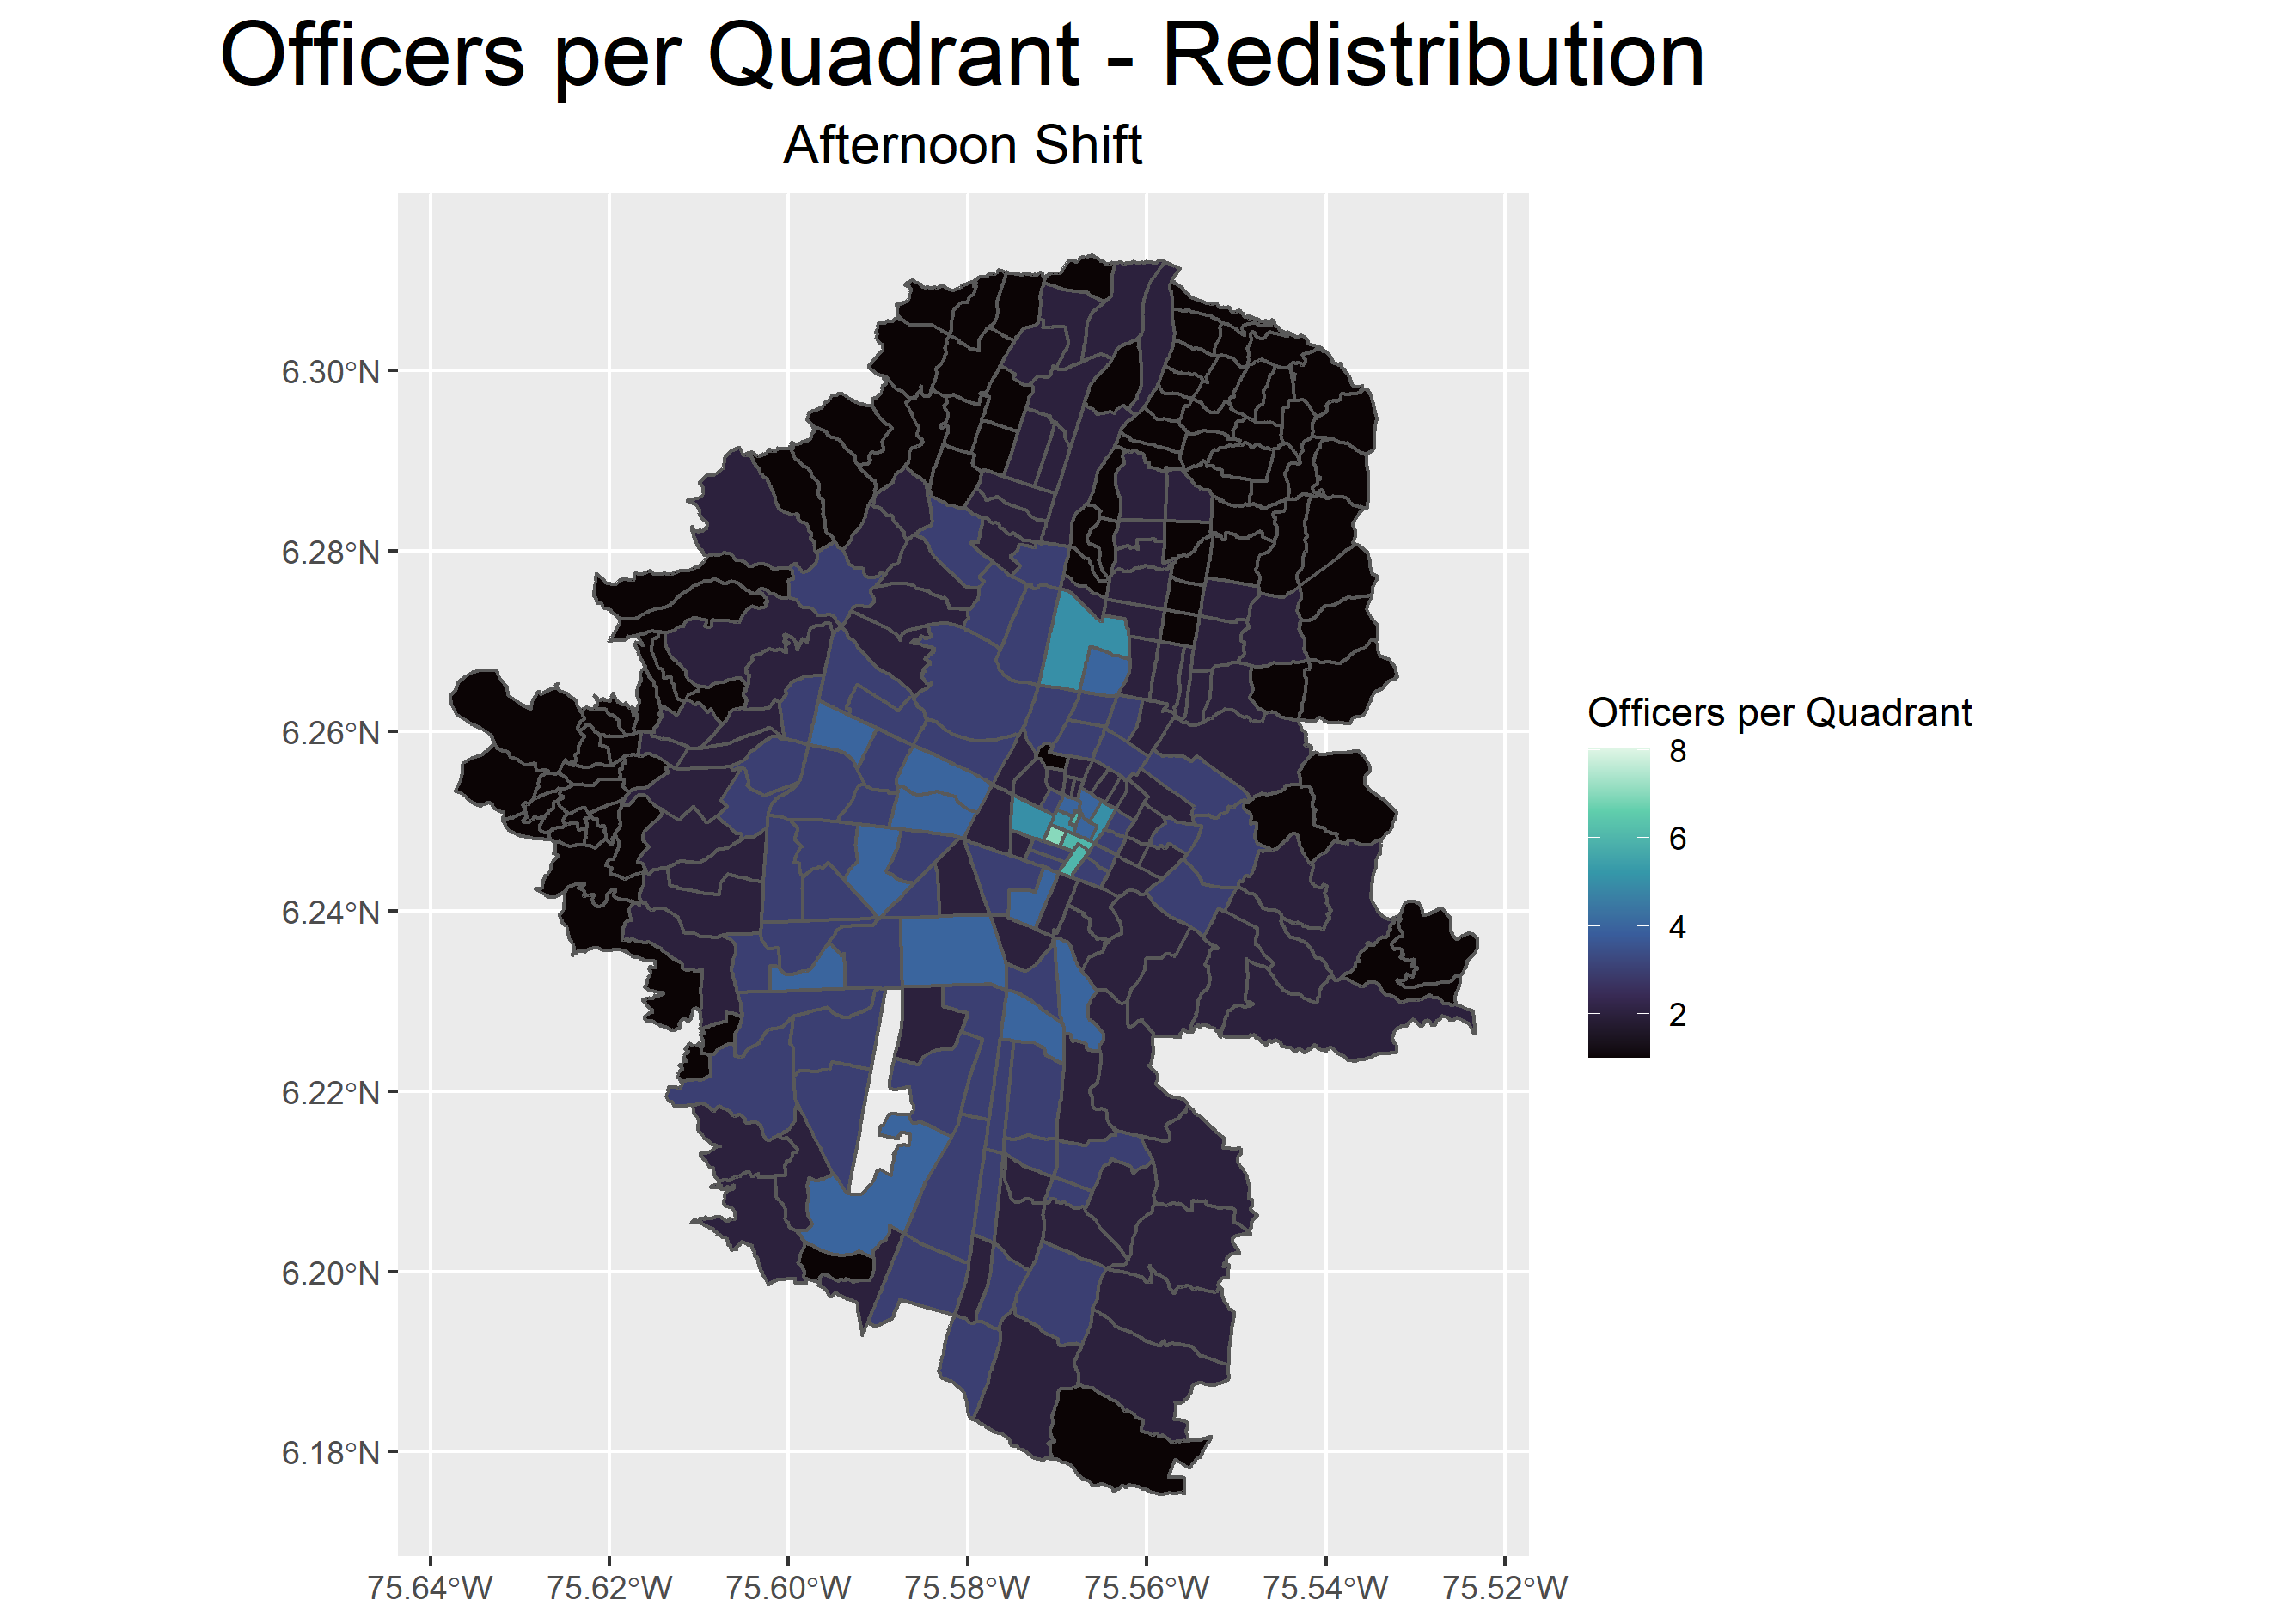 Officers per Quadrant - Redistribution
Afternoon Shift
6.30°N
6.28°N
6.26°N
6.24°N
6.22°N
6.20°N
6.18°N
75.64°W
75.62°W
75.60°W
75.58°W
75.56°W
75.54°W
75.52°W
Officers per Quadrant
8
6
4
2